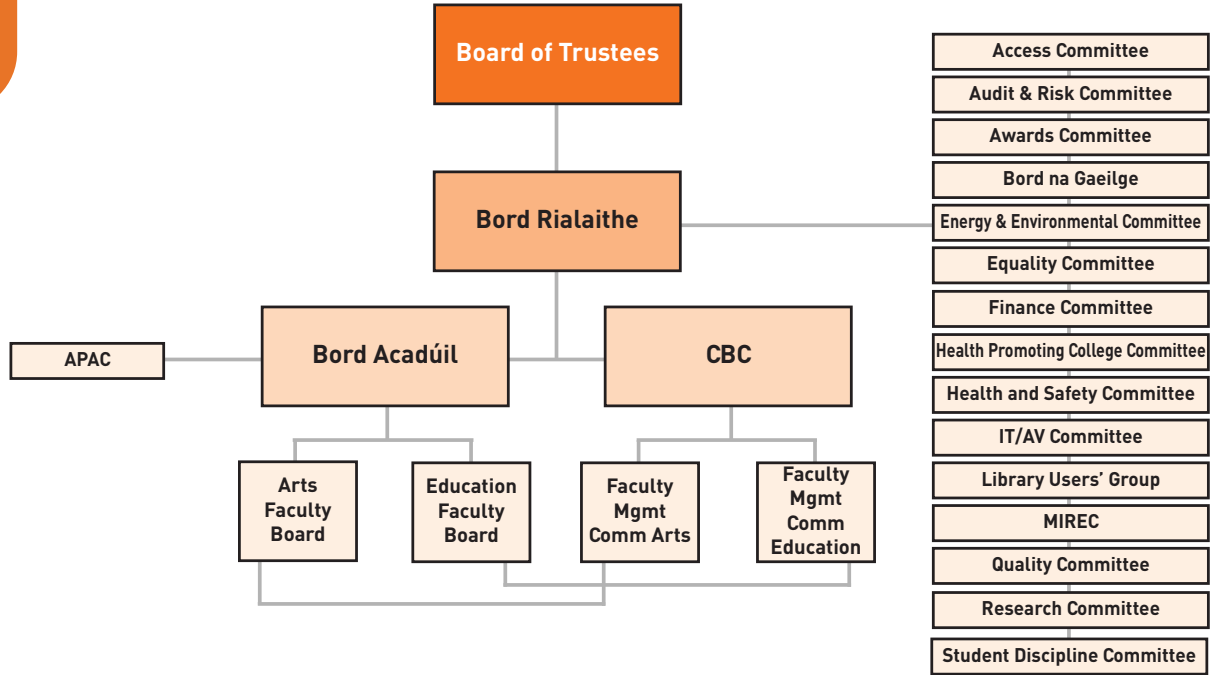 Board of Trustees
Bord Rialaithe
APAC
Bord Acadúil
CBC
Arts
Faculty
Board
Education
Faculty
Board
Faculty
Mgmt
Comm Arts
Faculty
Mgmt
Comm
Education
Access Committee
Audit & Risk Committee
Awards Committee
Bord na Gaeilge
Energy & Environmental Committee
Equality Committee
Finance Committee
Health Promoting College Committee
Health and Safety Committee
IT/AV Committee
Library Users’ Group
MIREC
Quality Committee
Research Committee
Student Discipline Committee